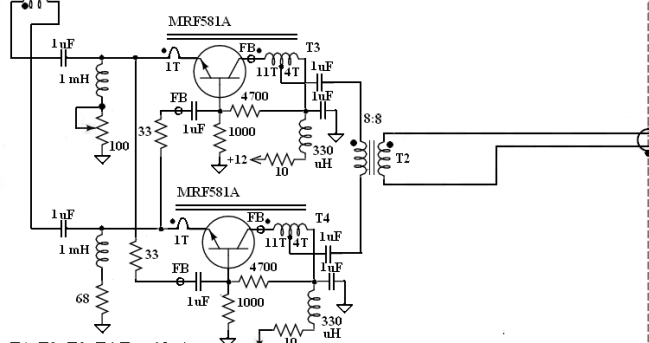 MRF581A
1uF
FB
T3
1T
11T 4T
1uF
1 mH
1uF
FB
4700
8:8
100
33
1uF
1000
+12
10
330
uH
T2
MRF581A
1uF
FB
T4
1T
11T 4T
1uF
1 mH
33
1uF
FB
4700
68
1uF
1000
330
uH
10